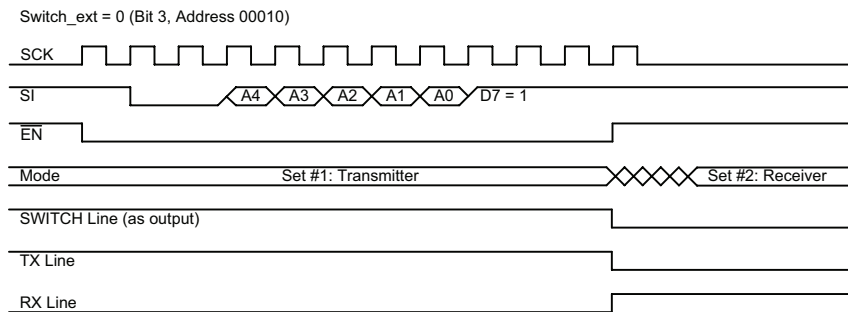 Switch_ext = 0 (Bit 3, Address 00010)
SCK
SI A4 A3 A2 A1 A0 D7 = 1
EN
Mode Set #1: Transmitter Set #2: Receiver
SWITCH Line (as output)
TX Line
RX Line